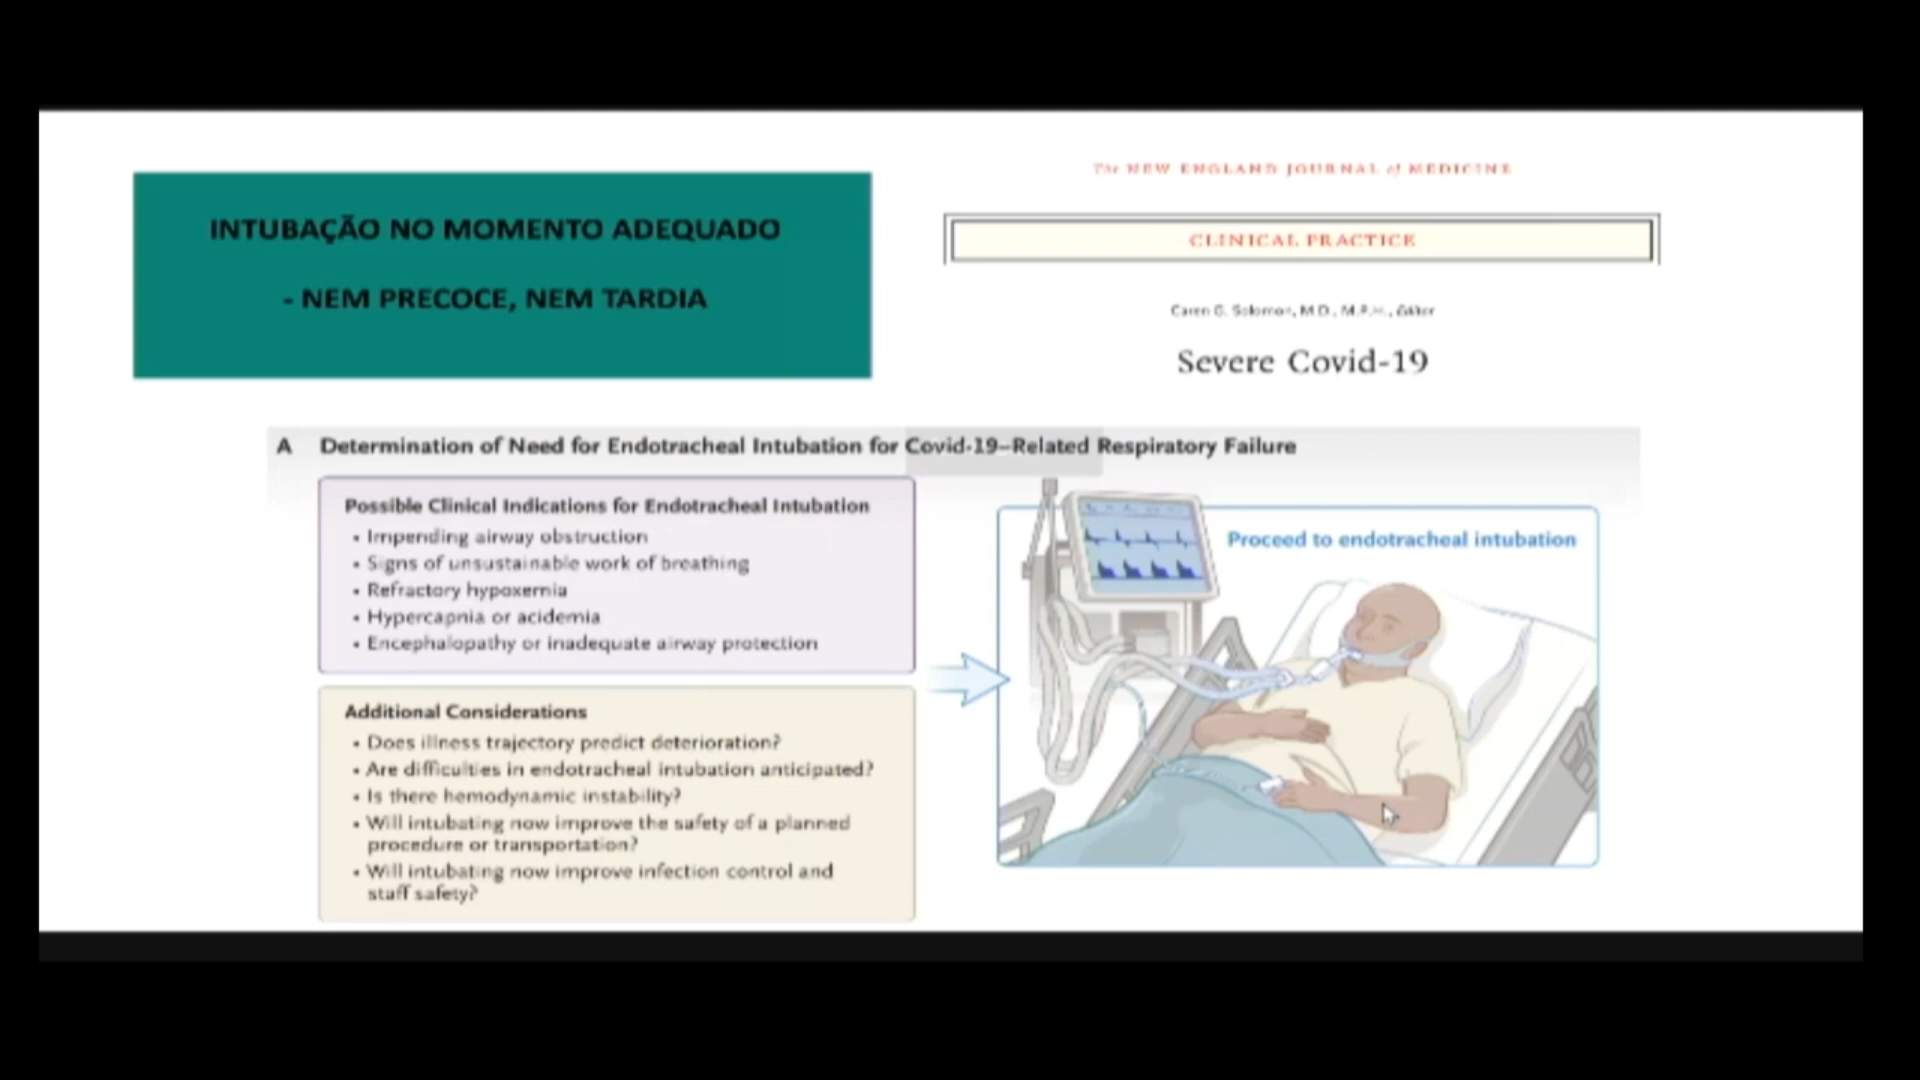 INTUBAÇÃO NO MOMENTO ADEQUADO
- NEM PRECOCE, NEM TARDIA
The NEW ENGLAND JOURNAL of MEDICINE
CLINICAL PRACTICE
Caren G. Solomon, M.D., M.P.H., Editor
Severe Covid-19
A Determination of Need for Endotracheal Intubation for Covid-19–Related Respiratory Failure
Possible Clinical Indications for Endotracheal Intubation
• Impending airway obstruction
• Signs of unsustainable work of breathing
• Refractory hypoxemia
• Hypercapnia or acidemia
• Encephalopathy or inadequate airway protection
Proceed to endotracheal intubation
Additional Considerations
• Does illness trajectory predict deterioration?
• Are difficulties in endotracheal intubation anticipated?
• Is there hemodynamic instability?
• Will intubating now improve the safety of a planned
procedure or transportation?
• Will intubating now improve infection control and
staff safety?